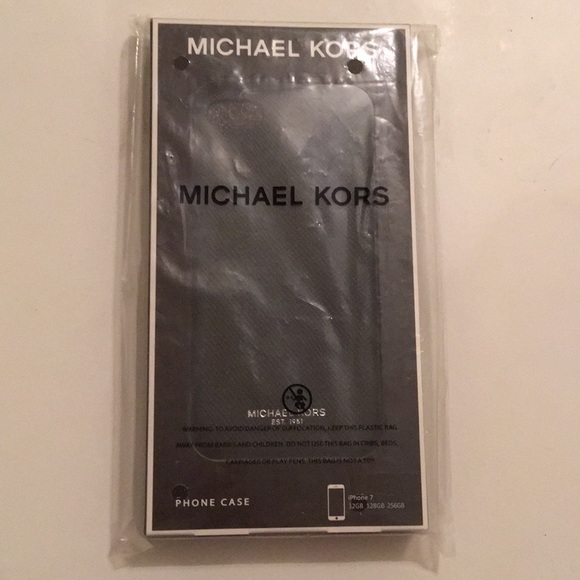 MICHAEL KORS
MICHAEL KORS
MICHAEL KORS
EST. 1981
WARNING: TO AVOID DANGER OF SUFFOCATION, KEEP THIS PLASTIC BAG
AWAY FROM BABIES AND CHILDREN. DO NOT USE THIS BAG IN CRIBS, BEDS,
CARRIAGES OR PLAY PENS. THIS BAG IS NOT A TOY.
PHONE CASE
iPhone 7
32GB 128GB 256GB